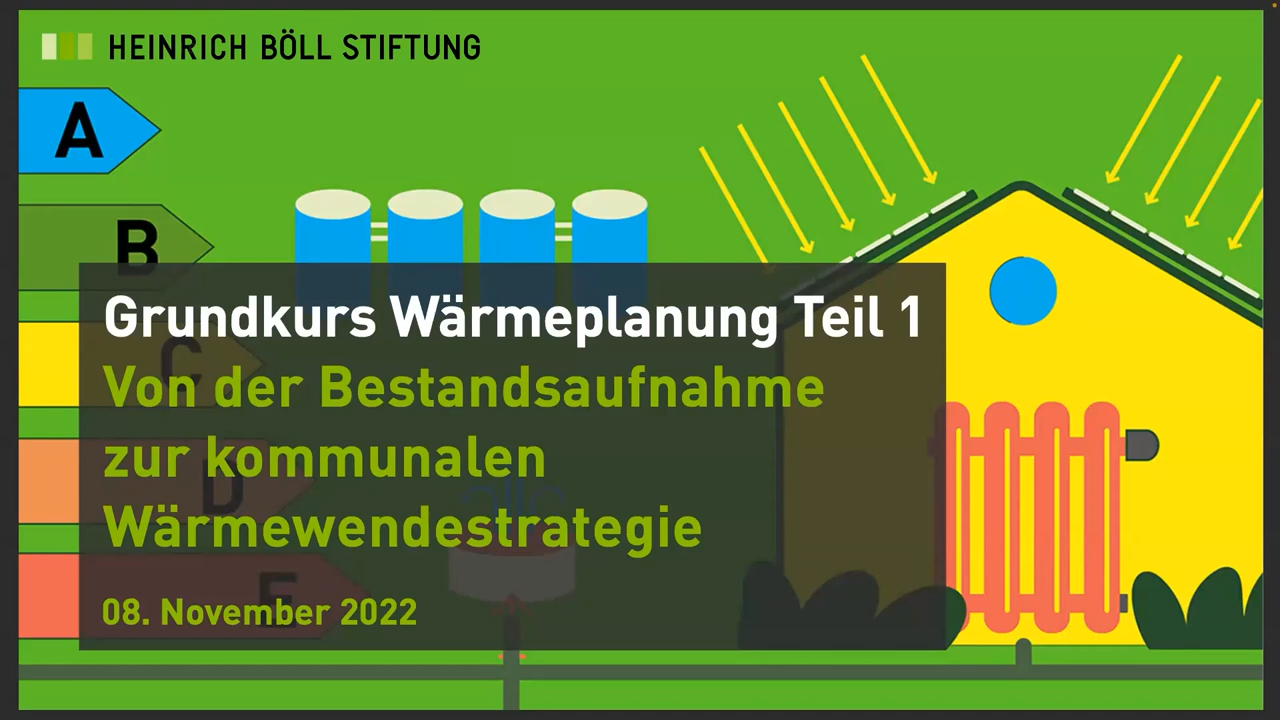 HEINRICH BÖLL STIFTUNG
A
B
C
D
E
Grundkurs Wärmeplanung Teil 1
Von der Bestandsaufnahme
zur kommunalen
Wärmewendestrategie
08. November 2022